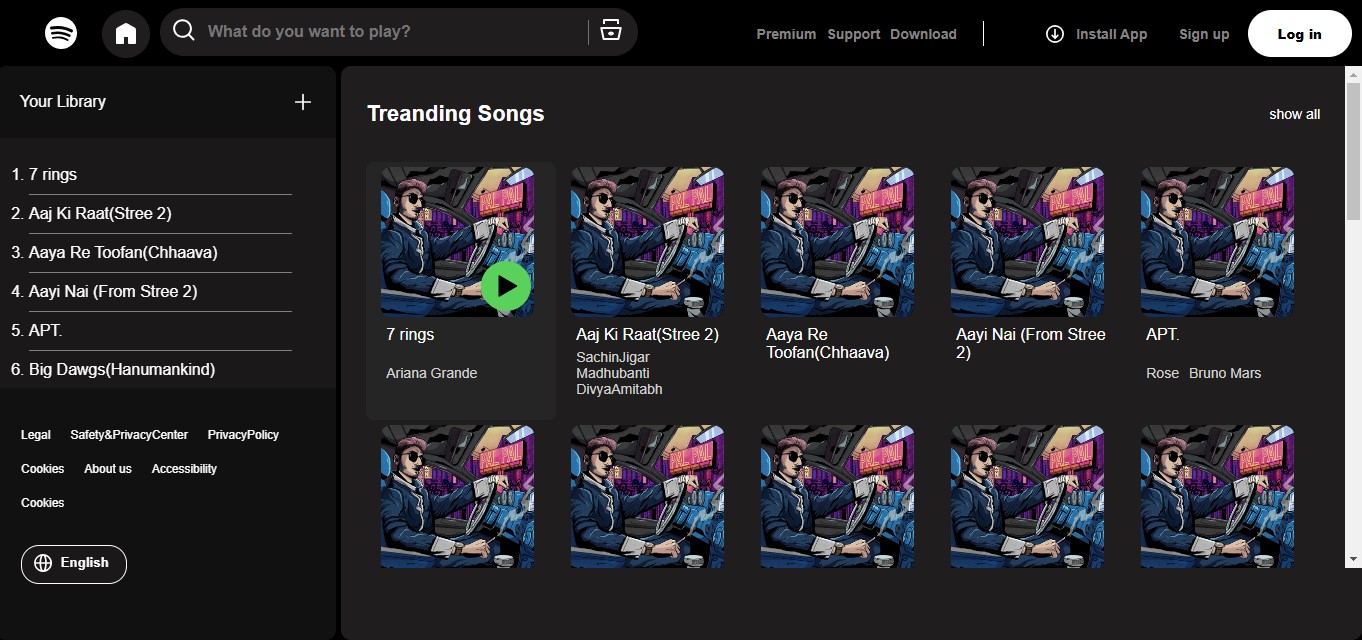 What do you want to play?
Premium Support Download
Install App
Sign up
Log in
Your Library
1. 7 rings
2. Aaj Ki Raat(Stree 2)
3. Aaya Re Toofan(Chhaava)
4. Aayi Nai (From Stree 2)
5. APT.
6. Big Dawgs(Hanumankind)
Legal Safety&PrivacyCenter PrivacyPolicy
Cookies About us Accessibility
Cookies
English
Treanding Songs
show all
7 rings
Ariana Grande
Aaj Ki Raat(Stree 2)
SachinJigar
Madhubanti
DivyaAmitabh
Aaya Re
Toofan(Chhaava)
Aayi Nai (From Stree
2)
APT.
Rose Bruno Mars